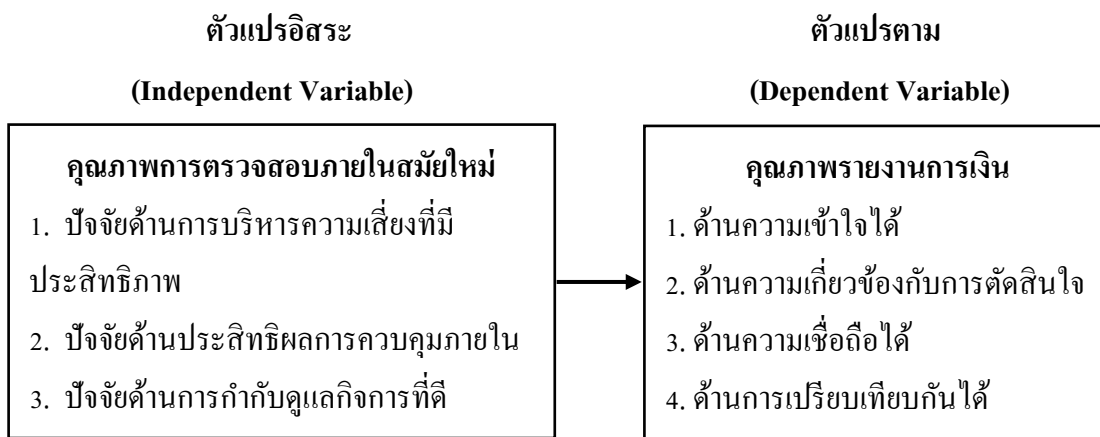 ตัวแปรอิสระ
(Independent Variable)
คุณภาพการตรวจสอบภายในสมัยใหม่
1. ปัจจัยด้านการบริหารความเสี่ยงที่มี
ประสิทธิภาพ
2. ปัจจัยด้านประสิทธิผลการควบคุมภายใน
3. ปัจจัยด้านการกำกับดูแลกิจการที่ดี
ตัวแปรตาม
(Dependent Variable)
คุณภาพรายงานการเงิน
1. ด้านความเข้าใจได้
2. ด้านความเกี่ยวข้องกับการตัดสินใจ
3. ด้านความเชื่อถือได้
4. ด้านการเปรียบเทียบกันได้